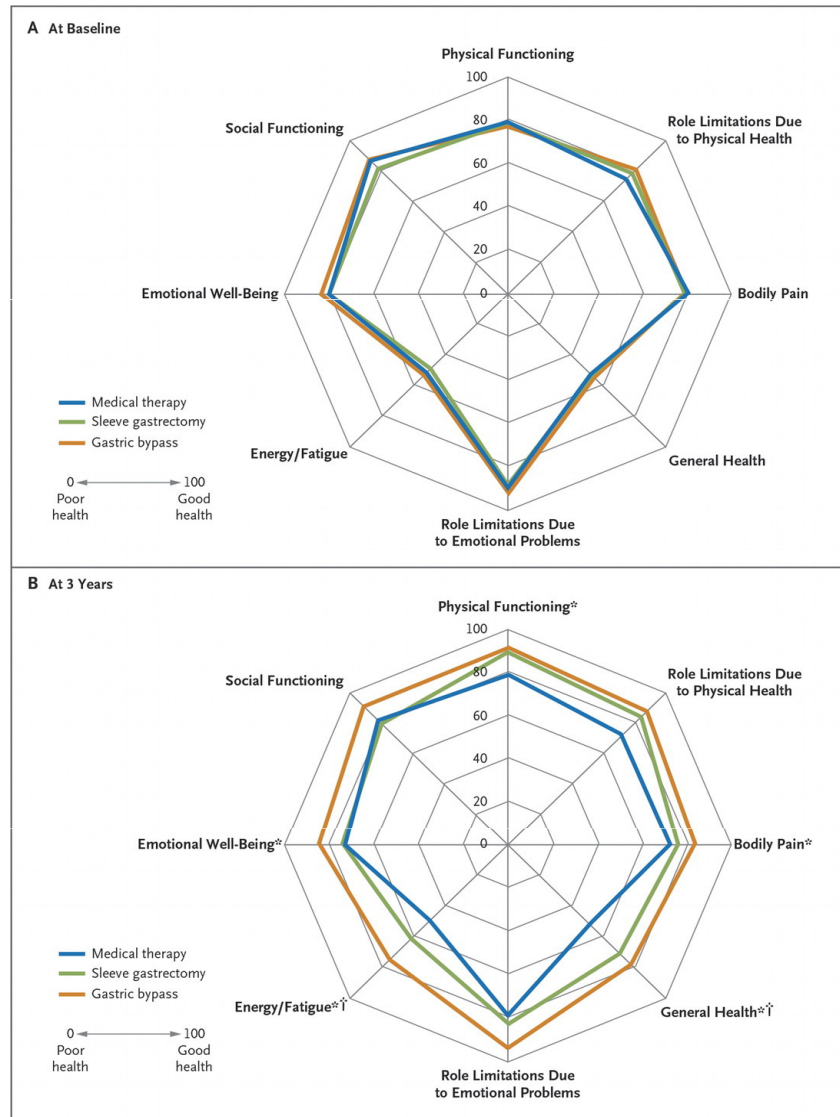 A At Baseline
Physical Functioning
100
Social Functioning
Role Limitations Due
to Physical Health
80
60
40
20
Emotional Well-Being
0
Bodily Pain
Medical therapy
Sleeve gastrectomy
Gastric bypass
Energy/Fatigue
General Health
0 100
Poor
health
Good
health
Role Limitations Due
to Emotional Problems
B At 3 Years
Physical Functioning*
100
Social Functioning
Role Limitations Due
to Physical Health
80
60
40
20
Emotional Well-Being*
0
Bodily Pain*
Medical therapy
Sleeve gastrectomy
Gastric bypass
Energy/Fatigue*†
General Health*†
0 100
Poor
health
Good
health
Role Limitations Due
to Emotional Problems